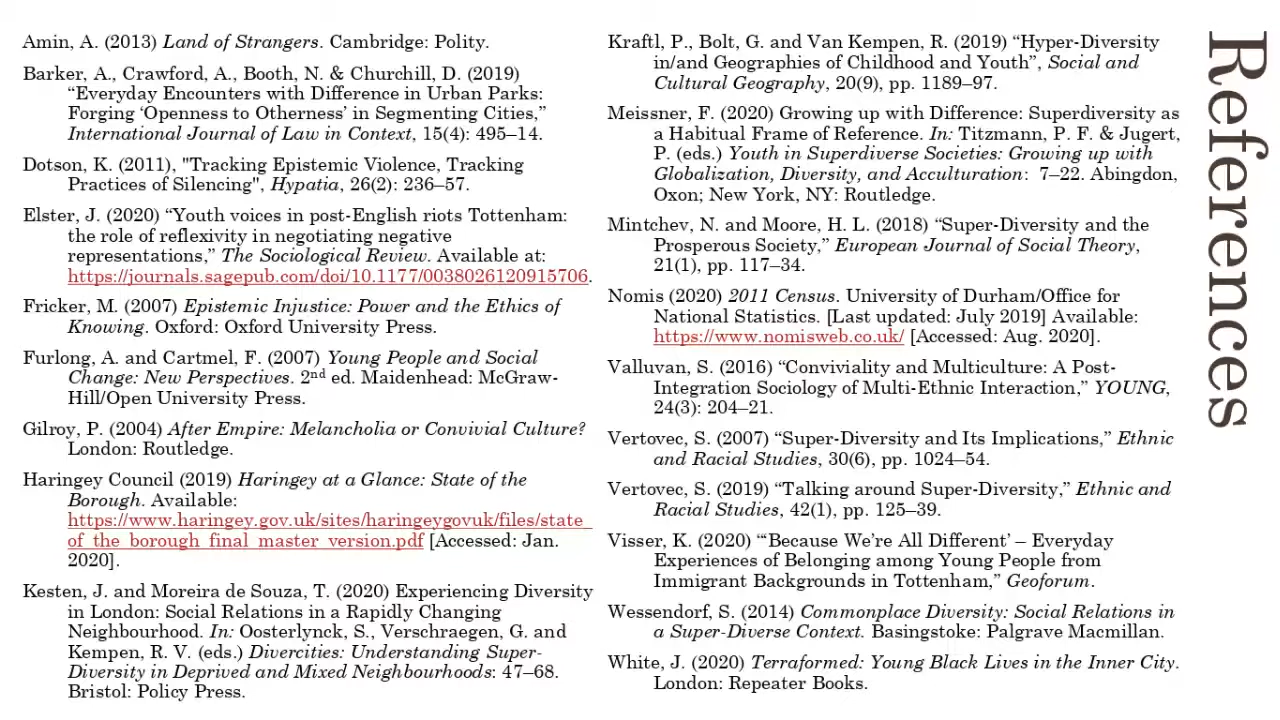 Amin, A. (2013) Land of Strangers. Cambridge: Polity.
Barker, A., Crawford, A., Booth, N. & Churchill, D. (2019)
“Everyday Encounters with Difference in Urban Parks:
Forging ‘Openness to Otherness’ in Segmenting Cities,”
International Journal of Law in Context, 15(4): 495–14.
Dotson, K. (2011), "Tracking Epistemic Violence, Tracking
Practices of Silencing", Hypatia, 26(2): 236–57.
Elster, J. (2020) “Youth voices in post-English riots Tottenham:
the role of reflexivity in negotiating negative
representations,” The Sociological Review. Available at:
https://journals.sagepub.com/doi/10.1177/0038026120915706.
Fricker, M. (2007) Epistemic Injustice: Power and the Ethics of
Knowing. Oxford: Oxford University Press.
Furlong, A. and Cartmel, F. (2007) Young People and Social
Change: New Perspectives. 2nd ed. Maidenhead: McGraw-
Hill/Open University Press.
Gilroy, P. (2004) After Empire: Melancholia or Convivial Culture?
London: Routledge.
Haringey Council (2019) Haringey at a Glance: State of the
Borough. Available:
https://www.haringey.gov.uk/sites/haringeygovuk/files/state_
of_the_borough_final_master_version.pdf [Accessed: Jan.
2020].
Kesten, J. and Moreira de Souza, T. (2020) Experiencing Diversity
in London: Social Relations in a Rapidly Changing
Neighbourhood. In: Oosterlynck, S., Verschraegen, G. and
Kempen, R. V. (eds.) Divercities: Understanding Super-
Diversity in Deprived and Mixed Neighbourhoods: 47–68.
Bristol: Policy Press.
Kraftl, P., Bolt, G. and Van Kempen, R. (2019) “Hyper-Diversity
in/and Geographies of Childhood and Youth”, Social and
Cultural Geography, 20(9), pp. 1189–97.
Meissner, F. (2020) Growing up with Difference: Superdiversity as
a Habitual Frame of Reference. In: Titzmann, P. F. & Jugert,
P. (eds.) Youth in Superdiverse Societies: Growing up with
Globalization, Diversity, and Acculturation: 7–22. Abingdon,
Oxon; New York, NY: Routledge.
Mintchev, N. and Moore, H. L. (2018) “Super-Diversity and the
Prosperous Society,” European Journal of Social Theory,
21(1), pp. 117–34.
Nomis (2020) 2011 Census. University of Durham/Office for
National Statistics. [Last updated: July 2019] Available:
https://www.nomisweb.co.uk/ [Accessed: Aug. 2020].
Valluvan, S. (2016) “Conviviality and Multiculture: A Post-
Integration Sociology of Multi-Ethnic Interaction,” YOUNG,
24(3): 204–21.
Vertovec, S. (2007) “Super-Diversity and Its Implications,” Ethnic
and Racial Studies, 30(6), pp. 1024–54.
Vertovec, S. (2019) “Talking around Super-Diversity,” Ethnic and
Racial Studies, 42(1), pp. 125–39.
Visser, K. (2020) “‘Because We’re All Different’ – Everyday
Experiences of Belonging among Young People from
Immigrant Backgrounds in Tottenham,” Geoforum.
Wessendorf, S. (2014) Commonplace Diversity: Social Relations in
a Super-Diverse Context. Basingstoke: Palgrave Macmillan.
White, J. (2020) Terraformed: Young Black Lives in the Inner City.
London: Repeater Books.
References